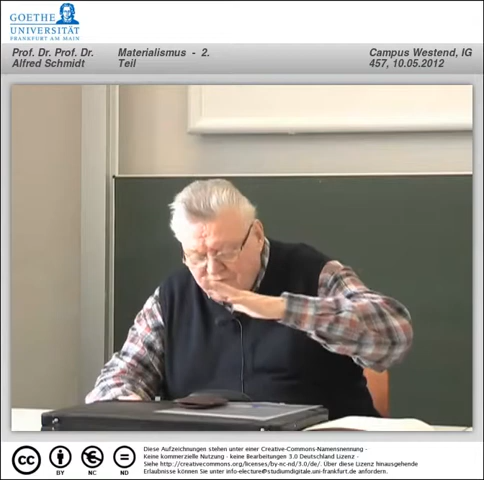 GOETHE
UNIVERSITÄT
FRANKFURT AM MAIN
Prof. Dr. Prof. Dr. Alfred Schmidt
Materialismus - 2. Teil
Campus Westend, IG 457, 10.05.2012
cc BY NC ND
Diese Aufzeichnungen stehen unter einer Creative-Commons-Namensnennung -
Keine kommerzielle Nutzung - keine Bearbeitungen 3.0 Deutschland Lizenz -
Siehe http://creativecommons.org/licenses/by-nc-nd/3.0/de/. Über diese Lizenz hinausgehende
Erlaubnisse können Sie unter info-electure@studiumdigitale.uni-frankfurt.de anfordern.